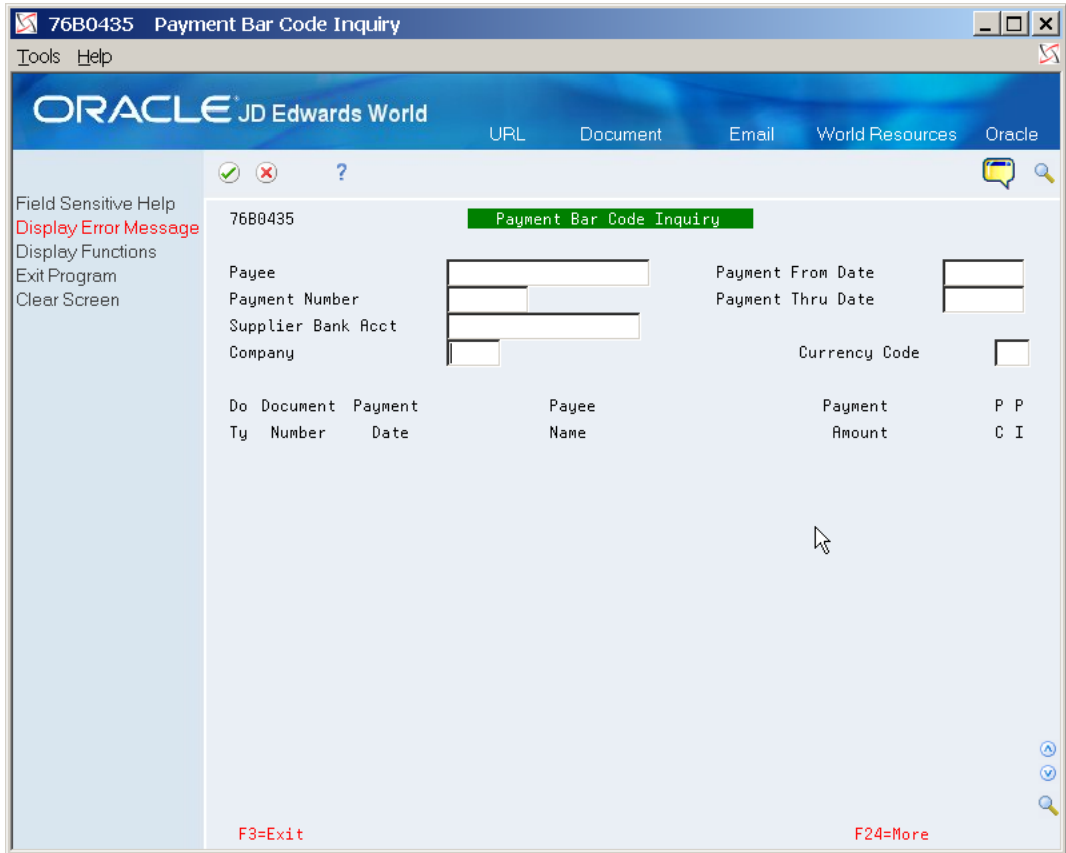 76B0435 Payment Bar Code Inquiry
Tools Help
ORACLE JD Edwards World
URL Document Email World Resources Oracle
?
Field Sensitive Help
Display Error Message
Display Functions
Exit Program
Clear Screen
76B0435 Payment Bar Code Inquiry
Payee Payment From Date
Payment Number Payment Thru Date
Supplier Bank Acct
Company Currency Code
Do Document Payment Payee Payment P P
Ty Number Date Name Amount C I
F3=Exit F24=More